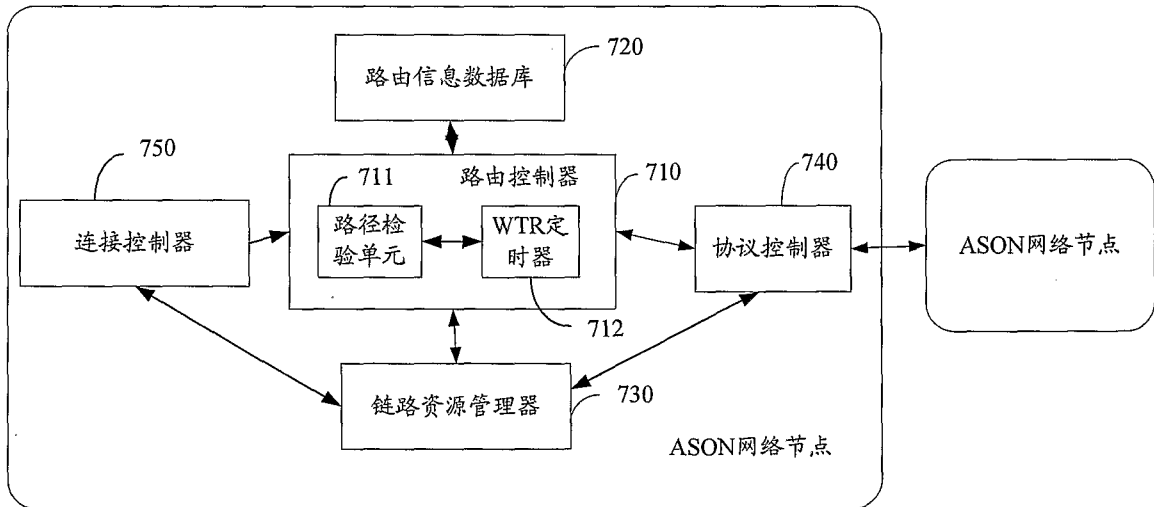 720
路由信息数据库
750
711
路由控制器
710
740
连接控制器
路径检
验单元
WTR定
时器
协议控制器
ASON网络节点
712
链路资源管理器
730
ASON网络节点